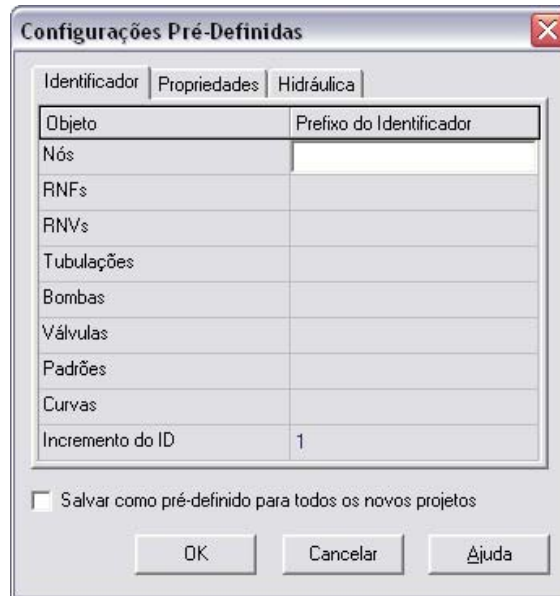 Configurações Pré-Definidas
Identificador Propriedades Hidráulica
Objeto Prefixo do Identificador
Nós
RNFs
RNVs
Tubulações
Bombas
Válvulas
Padrões
Curvas
Incremento do ID 1
Salvar como pré-definido para todos os novos projetos
OK Cancelar Ajuda